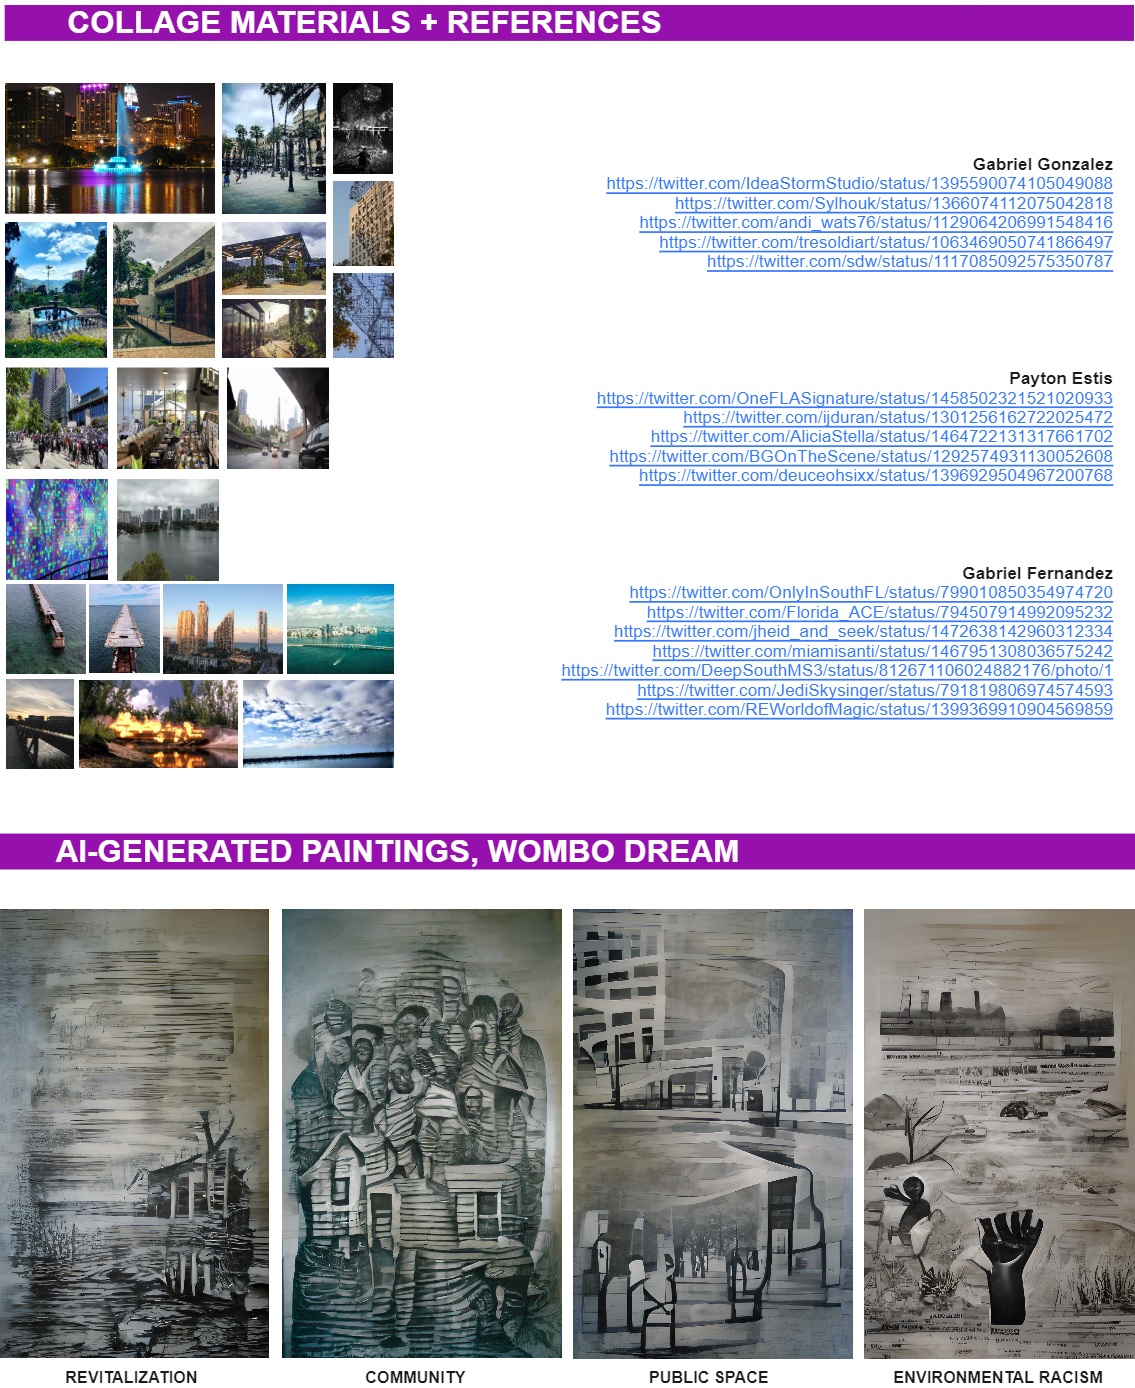 COLLAGE MATERIALS + REFERENCES
Gabriel Gonzalez
https://twitter.com/IdeaStormStudio/status/1395590074105049088
https://twitter.com/Sylhouk/status/1366074112075042818
https://twitter.com/andi_wats76/status/1129064206991548416
https://twitter.com/tresoldiart/status/1063469050741866497
https://twitter.com/sdw/status/1117085092575350787
Payton Estis
https://twitter.com/OneFLASignature/status/1458502321521020933
https://twitter.com/ijduran/status/1301256162722025472
https://twitter.com/AliciaStella/status/1464722131317661702
https://twitter.com/BGOnTheScene/status/1292574931130052608
https://twitter.com/deuceohsixx/status/1396929504967200768
Gabriel Fernandez
https://twitter.com/OnlyInSouthFL/status/799010850354974720
https://twitter.com/Florida_ACE/status/794507914992095232
https://twitter.com/jheid_and_seek/status/1472638142960312334
https://twitter.com/miamisanti/status/1467951308036575242
https://twitter.com/DeepSouthMS3/status/812671106024882176/photo/1
https://twitter.com/JediSkysinger/status/791819806974574593
https://twitter.com/REWorldofMagic/status/1399369910904569859
AI-GENERATED PAINTINGS, WOMBO DREAM
REVITALIZATION
COMMUNITY
PUBLIC SPACE
ENVIRONMENTAL RACISM